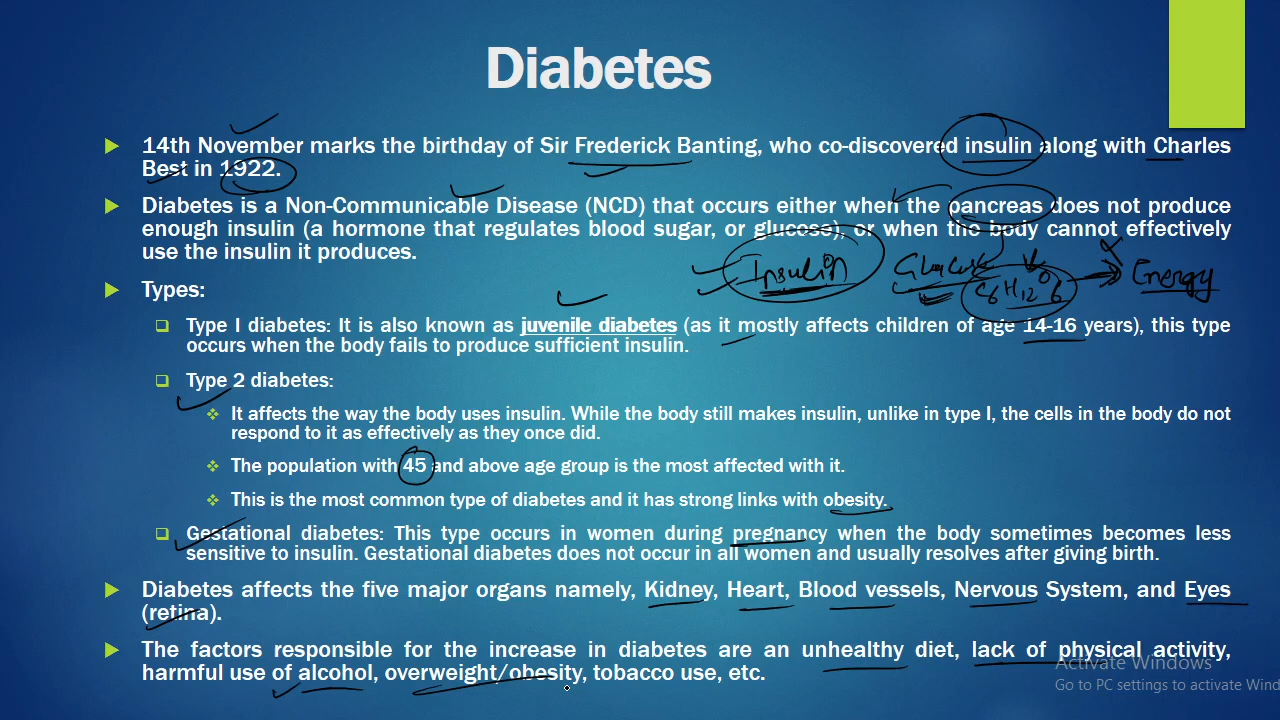 Diabetes
14th November marks the birthday of Sir Frederick Banting, who co-discovered insulin along with Charles
Best in 1922.
Diabetes is a Non-Communicable Disease (NCD) that occurs either when the pancreas does not produce
enough insulin (a hormone that regulates blood sugar, or glucose), or when the body cannot effectively
use the insulin it produces.
Insulin Glucose C6H12O6 → Energy
Types:
Type I diabetes: It is also known as juvenile diabetes (as it mostly affects children of age 14-16 years), this type
occurs when the body fails to produce sufficient insulin.
Type 2 diabetes:
It affects the way the body uses insulin. While the body still makes insulin, unlike in type I, the cells in the body do not
respond to it as effectively as they once did.
The population with 45 and above age group is the most affected with it.
This is the most common type of diabetes and it has strong links with obesity.
Gestational diabetes: This type occurs in women during pregnancy when the body sometimes becomes less
sensitive to insulin. Gestational diabetes does not occur in all women and usually resolves after giving birth.
Diabetes affects the five major organs namely, Kidney, Heart, Blood vessels, Nervous System, and Eyes
(retina).
The factors responsible for the increase in diabetes are an unhealthy diet, lack of physical activity,
harmful use of alcohol, overweight/obesity, tobacco use, etc.
Activate Windows
Go to PC settings to activate Wind